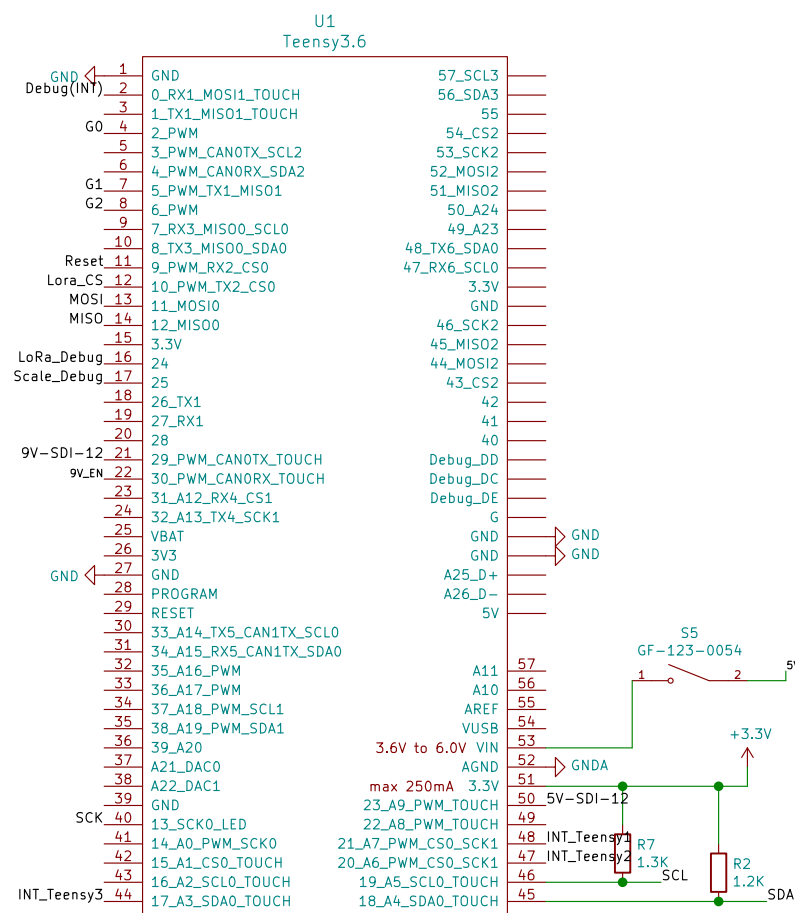 U1
Teensy3.6
GND 1 GND 57_SCL3
Debug(INT) 2 0_RX1_MOSI1_TOUCH 56_SDA3
3 1_TX1_MISO1_TOUCH 55
G0 4 2_PWM 54_CS2
5 3_PWM_CAN0TX_SCL2 53_SCK2
6 4_PWM_CAN0RX_SDA2 52_MOSI2
G1 7 5_PWM_TX1_MISO1 51_MISO2
G2 8 6_PWM 50_A24
9 7_RX3_MISO0_SCL0 49_A23
10 8_TX3_MISO0_SDA0 48_TX6_SDA0
Reset 11 9_PWM_RX2_CS0 47_RX6_SCL0
Lora_CS 12 10_PWM_TX2_CS0 3.3V
MOSI 13 11_MOSI0 GND
MISO 14 12_MISO0 46_SCK2
15 3.3V 45_MISO2
LoRa_Debug 16 24 44_MOSI2
Scale_Debug 17 25 43_CS2
18 26_TX1 42
19 27_RX1 41
20 28 40
9V-SDI-12 21 29_PWM_CAN0TX_TOUCH Debug_DD
9V_EN 22 30_PWM_CAN0RX_TOUCH Debug_DC
23 31_A12_RX4_CS1 Debug_DE
24 32_A13_TX4_SCK1 G
25 VBAT GND GND
26 3V3 GND GND
GND 27 GND A25_D+
28 PROGRAM A26_D-
29 RESET 5V
30 33_A14_TX5_CAN1TX_SCL0
31 34_A15_RX5_CAN1TX_SDA0
S5
GF-123-0054
32 35_A16_PWM A11 57 1 2 5V
33 36_A17_PWM A10 56
34 37_A18_PWM_SCL1 AREF 55
35 38_A19_PWM_SDA1 VUSB 54
+3.3V
36 39_A20 3.6V to 6.0V VIN 53
37 A21_DAC0 AGND 52 GNDA
38 A22_DAC1 max 250mA 3.3V 51
39 GND 23_A9_PWM_TOUCH 50 5V-SDI-12
SCK 40 13_SCK0_LED 22_A8_PWM_TOUCH 49
41 14_A0_PWM_SCK0 21_A7_PWM_CS0_SCK1 48 INT_Teensy1 R7
42 15_A1_CS0_TOUCH 20_A6_PWM_CS0_SCK1 47 INT_Teensy2 1.3K R2
43 16_A2_SCL0_TOUCH 19_A5_SCL0_TOUCH 46 SCL 1.2K
INT_Teensy3 44 17_A3_SDA0_TOUCH 18_A4_SDA0_TOUCH 45 SDA